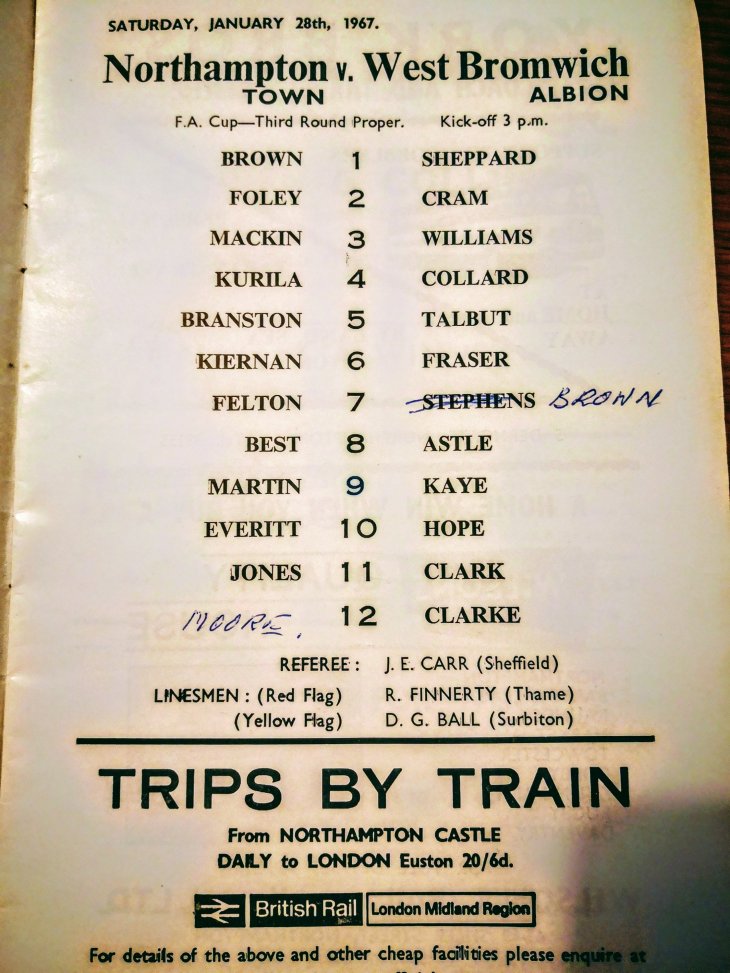 SATURDAY, JANUARY 28th, 1967.
Northampton v. West Bromwich
TOWN ALBION
F.A. Cup—Third Round Proper. Kick-off 3 p.m.
BROWN 1 SHEPPARD
FOLEY 2 CRAM
MACKIN 3 WILLIAMS
KURILA 4 COLLARD
BRANSTON 5 TALBUT
KIERNAN 6 FRASER
FELTON 7 STEPHENS BROWN
BEST 8 ASTLE
MARTIN 9 KAYE
EVERITT 10 HOPE
JONES 11 CLARK
MOORE. 12 CLARKE
REFEREE : J. E. CARR (Sheffield)
LINESMEN : (Red Flag) R. FINNERTY (Thame)
(Yellow Flag) D. G. BALL (Surbiton)
TRIPS BY TRAIN
From NORTHAMPTON CASTLE
DAILY to LONDON Euston 20/6d.
British Rail London Midland Region
For details of the above and other cheap facilities please enquire at